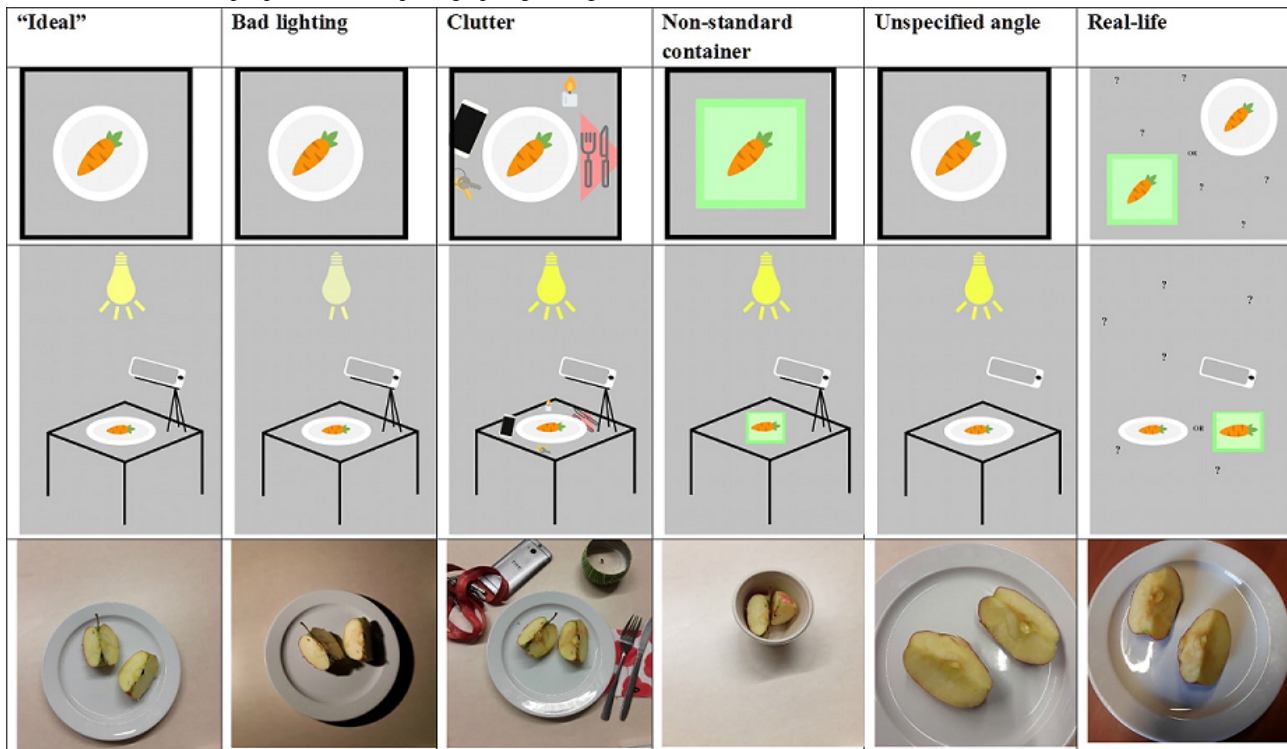 “Ideal”
Bad lighting
Clutter
Non-standard
container
Unspecified angle
Real-life
? ?
?
OR
? ?
?
?
?
?
?
OR
?
?